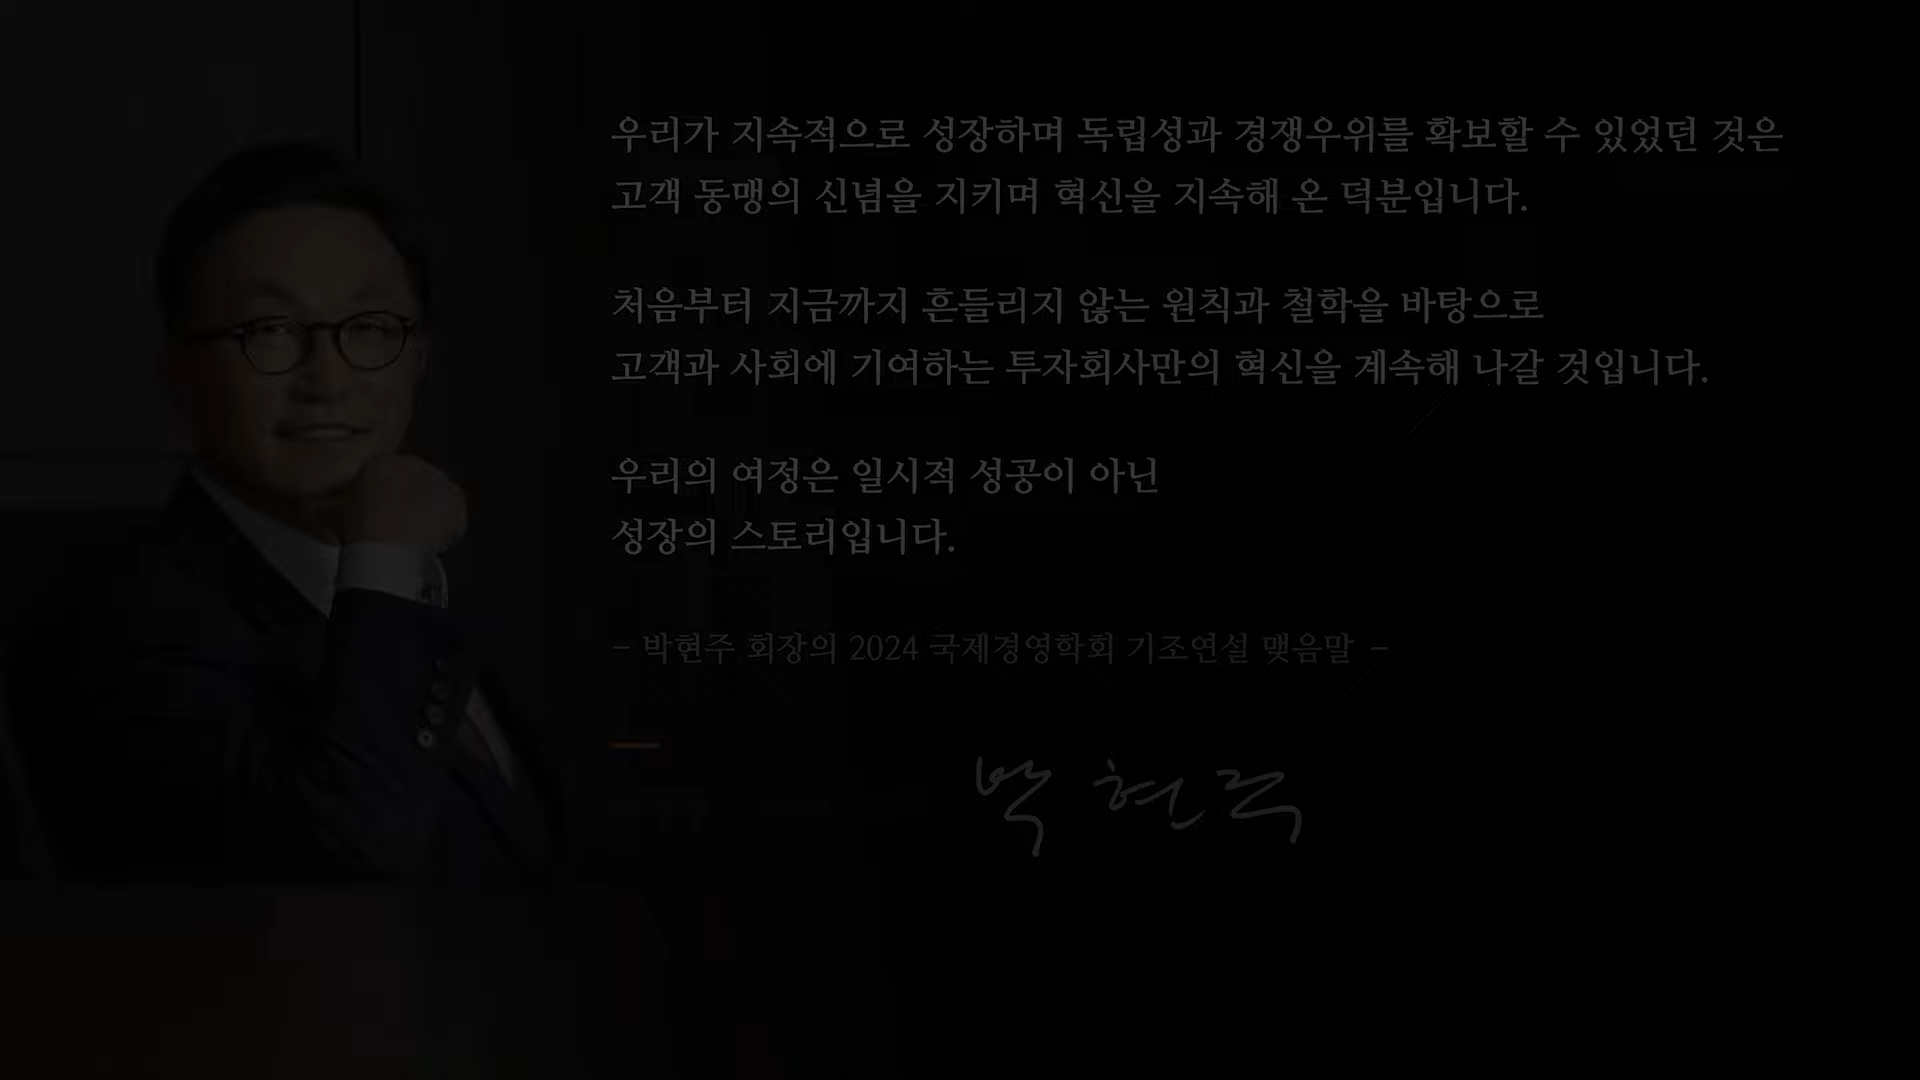 우리가 지속적으로 성장하며 독립성과 경쟁우위를 확보할 수 있었던 것은
고객 동맹의 신념을 지키며 혁신을 지속해 온 덕분입니다.
처음부터 지금까지 흔들리지 않는 원칙과 철학을 바탕으로
고객과 사회에 기여하는 투자회사만의 혁신을 계속해 나갈 것입니다.
우리의 여정은 일시적 성공이 아닌
성장의 스토리입니다.
- 박현주 회장의 2024 국제경영학회 기조연설 맺음말 -
박현주